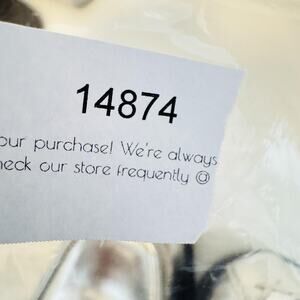 14874
our purchase! We're always
heck our store frequently ☺